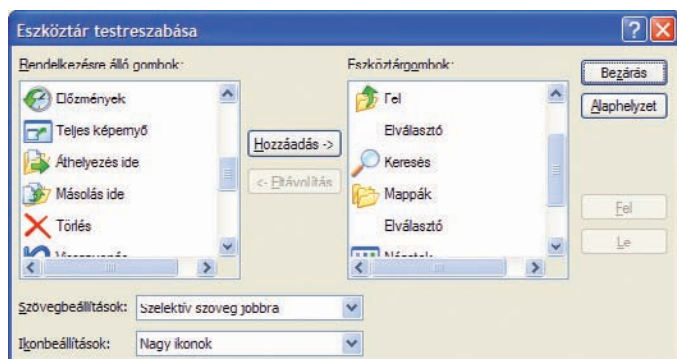 Eszköztár testreszabása
Rendelkezésre álló gombok:
Előzmények
Teljes képernyő
Áthelyezés ide
Másolás ide
Törlés
Hozzáadás ->
<- Eltávolítás
Eszköztárgombok:
Fel
Elválasztó
Keresés
Mappák
Elválasztó
Bezárás
Alaphelyzet
Fel
Le
Szövegbeállítások: Szelektív szöveg jobbra
Ikonbeállítások: Nagy ikonok